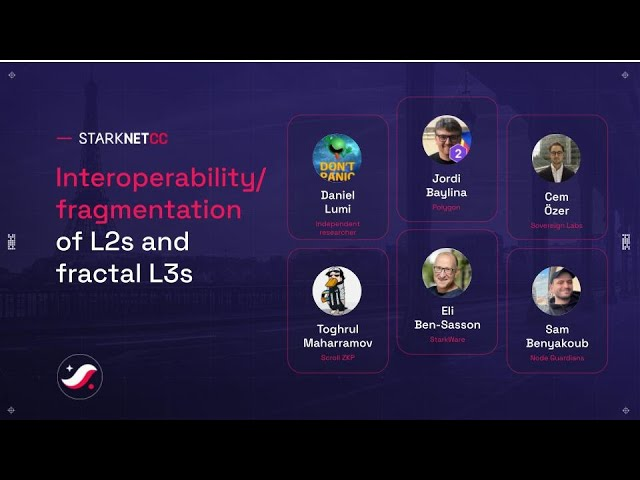 STARKNETCC
Interoperability/
fragmentation
of L2s and
fractal L3s
DON'T
PANIC
Daniel
Lumi
Independent
researcher
2
Jordi
Baylina
Polygon
Cem
Özer
Sovereign Labs
Toghrul
Maharramov
Scroll ZKP
Eli
Ben-Sasson
StarkWare
Sam
Benyakoub
Node Guardians